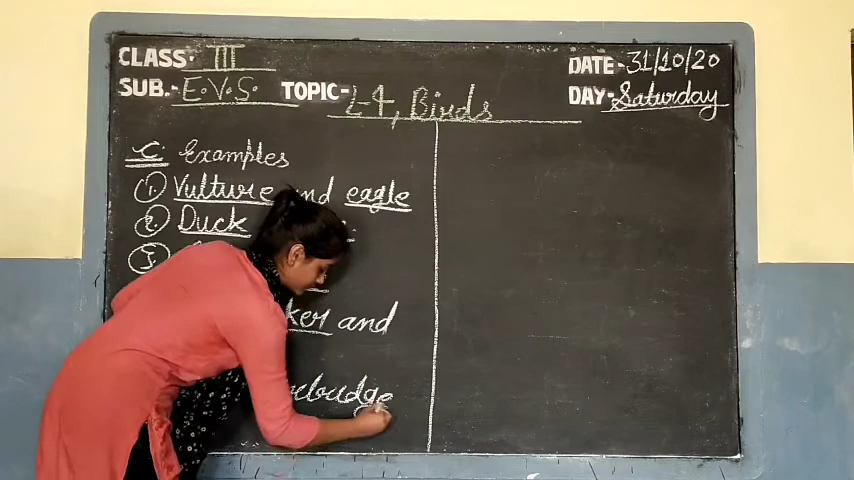 CLASS- III
DATE- 31/10/20
SUB.- E.V.S.
TOPIC- L-4, Birds
DAY- Saturday
C. Examples
1. Vulture and eagle
2. Duck
3.
ker and